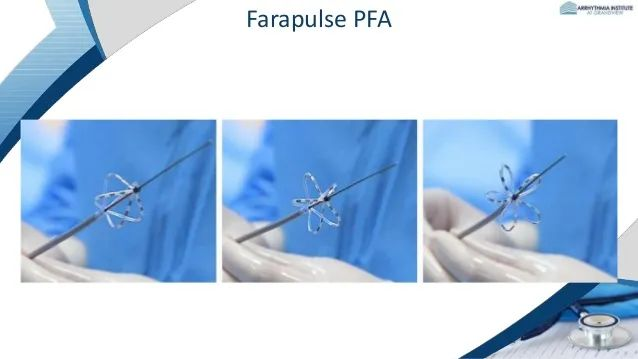 Farapulse PFA
ARRHYTHMIA INSTITUTE
AT GRANDVIEW